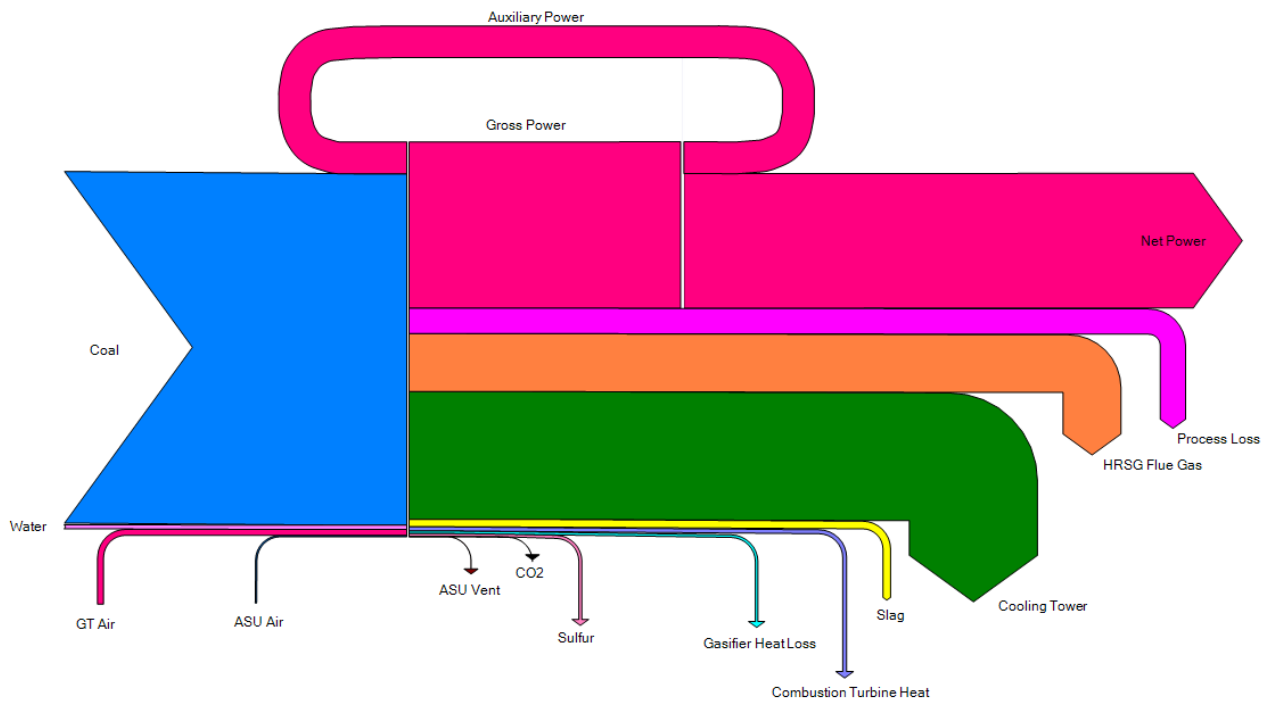 Auxiliary Power
Gross Power
Net Power
Coal
Process Loss
HRSG Flue Gas
Water
CO2
ASU Vent
Cooling Tower
Slag
GT Air
ASU Air
Sulfur
Gasifier Heat Loss
Combustion Turbine Heat